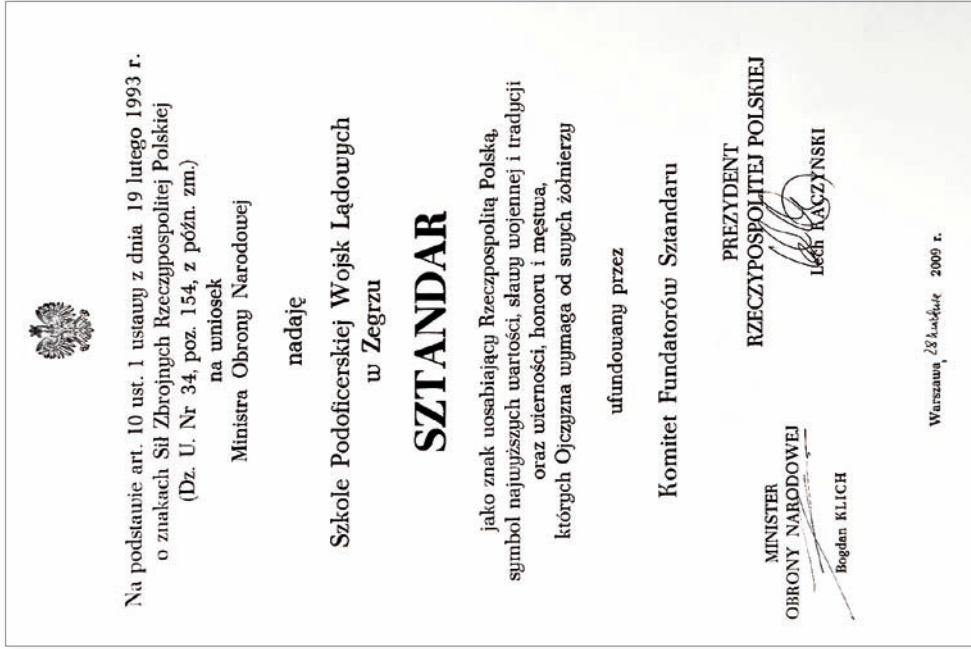 Na podstawie art. 10 ust. 1 ustawy z dnia 19 lutego 1993 r.
o znakach Sił Zbrojnych Rzeczypospolitej Polskiej
(Dz. U. Nr 34, poz. 154, z późn. zm.)
na wniosek
Ministra Obrony Narodowej
nadaję
Szkole Podoficerskiej Wojsk Lądowych
w Zegrzu
SZTANDAR
jako znak uosabiający Rzeczpospolitą Polską,
symbol najwyższych wartości, sławy wojennej i tradycji
oraz wierności, honoru i męstwa,
których Ojczyzna wymaga od swych żołnierzy
ufundowany przez
Komitet Fundatorów Sztandaru
MINISTER
OBRONY NARODOWEJ
Bogdan KLICH
PREZYDENT
RZECZYPOSPOLITEJ POLSKIEJ
Lech KACZYŃSKI
Warszawa, 28 kwietnia 2009 r.